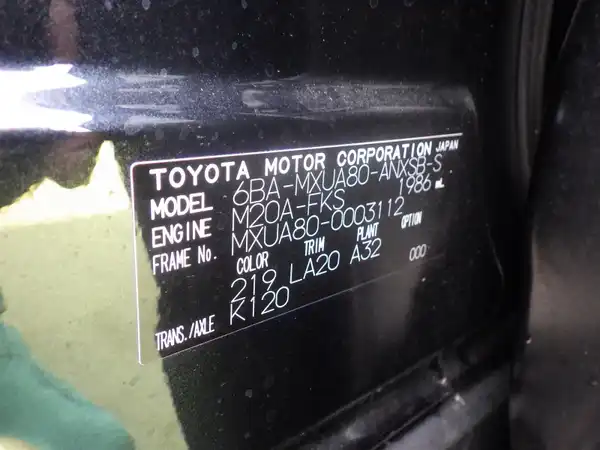 TOYOTA MOTOR CORPORATION JAPAN
MODEL 6BA-MXUA80-ANXSB-S
ENGINE M20A-FKS 1986 mL
FRAME No. MXUA80-0003112
COLOR TRIM PLANT OPTION
219 LA20 A32 000
TRANS./AXLE K120